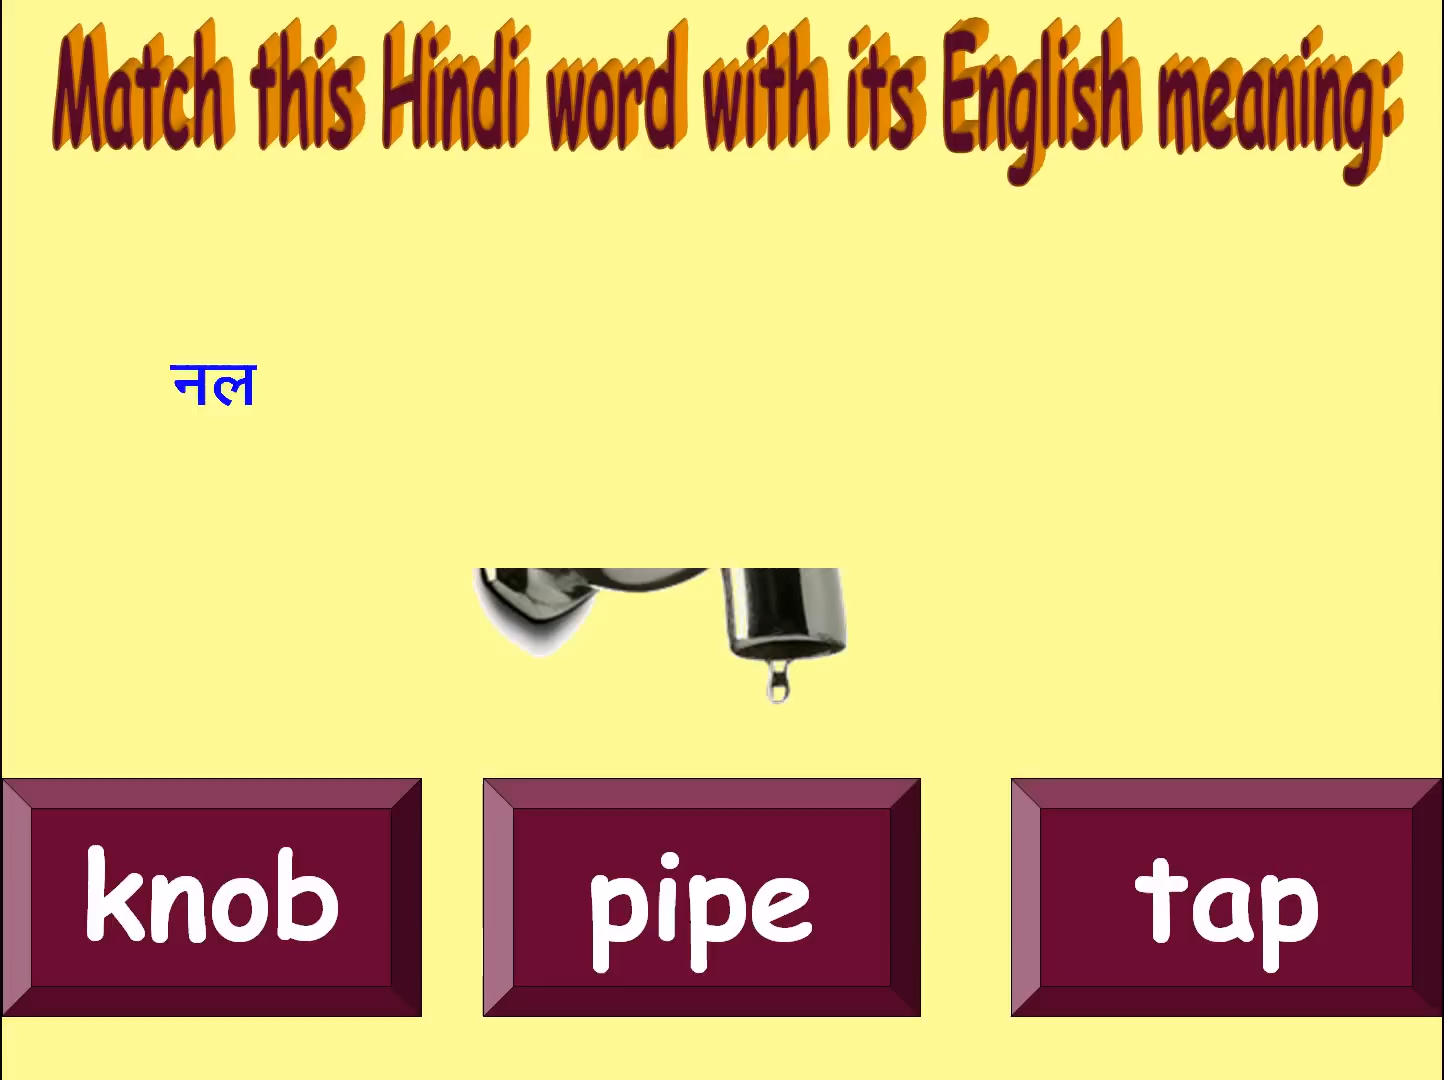 Match this Hindi word with its English meaning:
नल
knob
pipe
tap